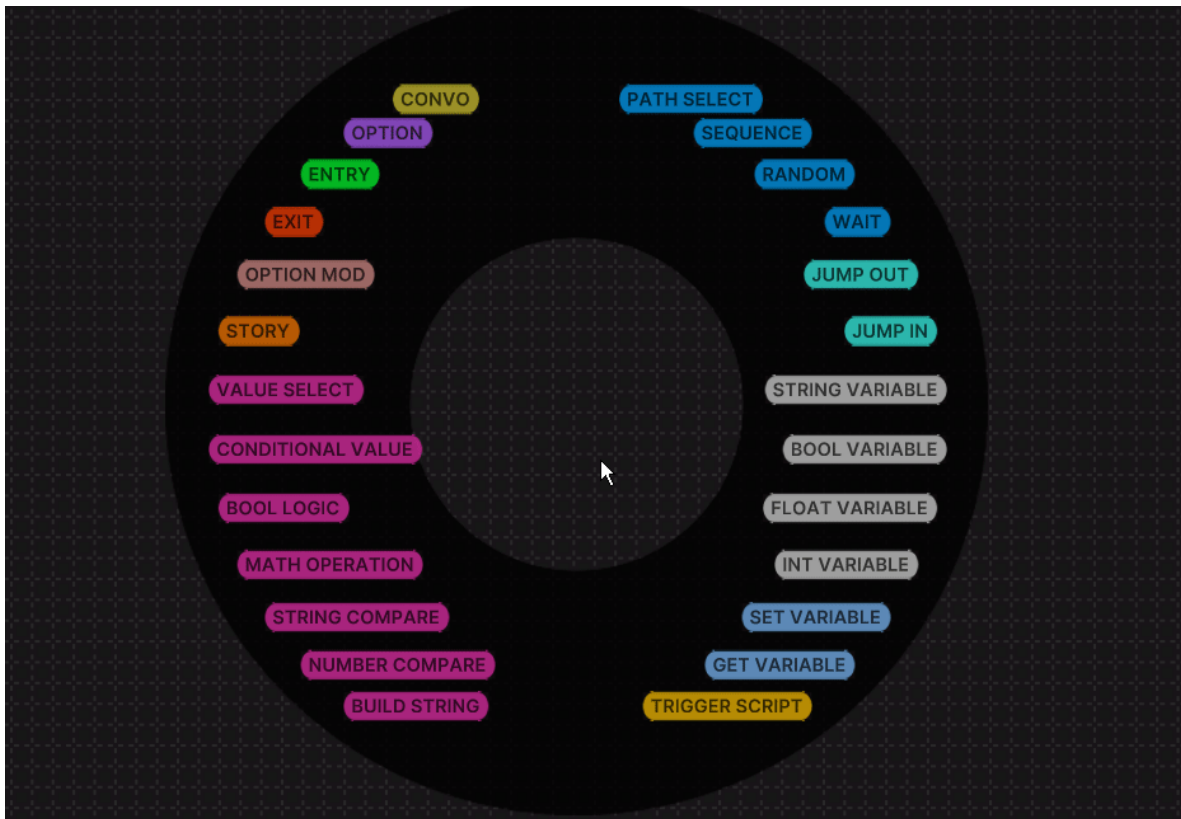 CONVO
OPTION
ENTRY
EXIT
OPTION MOD
STORY
VALUE SELECT
CONDITIONAL VALUE
BOOL LOGIC
MATH OPERATION
STRING COMPARE
NUMBER COMPARE
BUILD STRING
PATH SELECT
SEQUENCE
RANDOM
WAIT
JUMP OUT
JUMP IN
STRING VARIABLE
BOOL VARIABLE
FLOAT VARIABLE
INT VARIABLE
SET VARIABLE
GET VARIABLE
TRIGGER SCRIPT